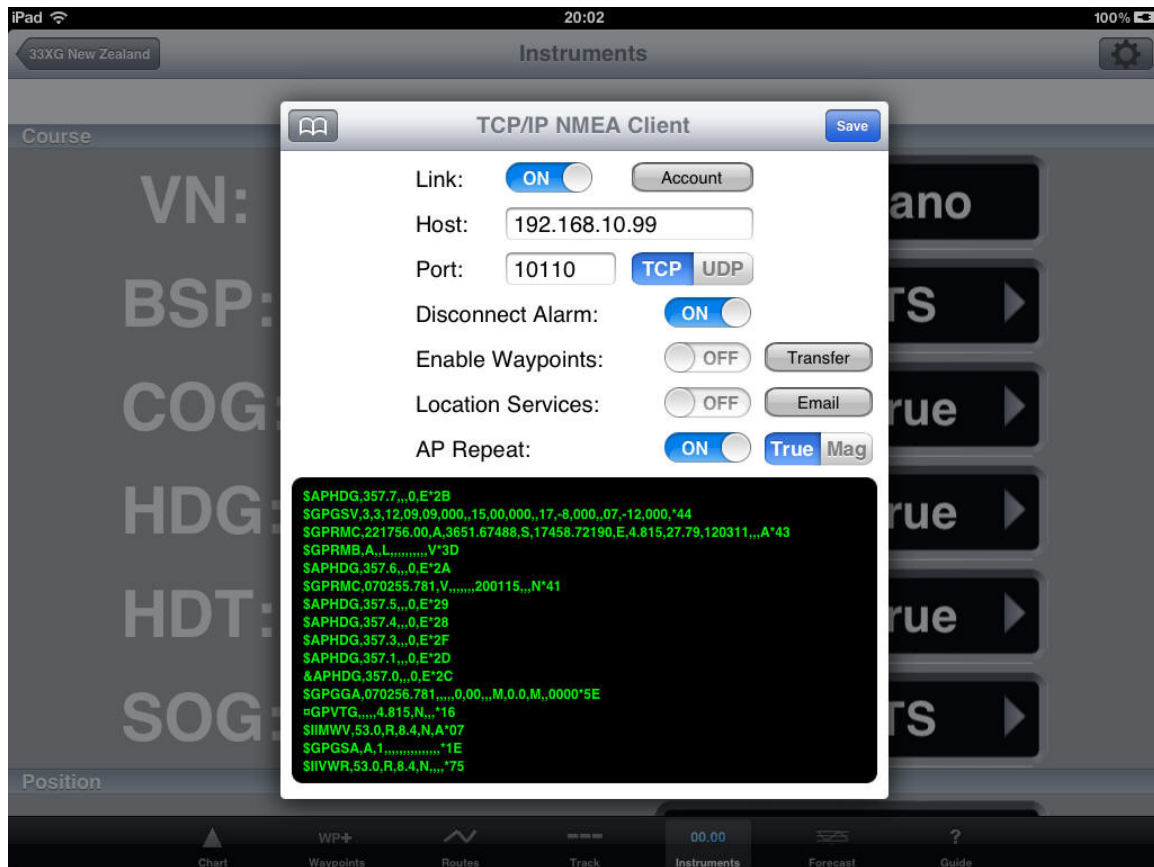 iPad 20:02 100%
33XG New Zealand Instruments
Course
TCP/IP NMEA Client Save
Link: ON Account
Host: 192.168.10.99
Port: 10110 TCP UDP
Disconnect Alarm: ON
Enable Waypoints: OFF Transfer
Location Services: OFF Email
AP Repeat: ON True Mag
$APHDG,357.7,,,0,E*2B
$GPGSV,3,3,12,09,09,000,,15,00,000,,17,-8,000,,07,-12,000,*44
$GPRMC,221756.00,A,3651.67488,S,17458.72190,E,4.815,27.79,120311,,,A*43
$GPRMB,A,,L,,,,,,,,,,V*3D
$APHDG,357.6,,,0,E*2A
$GPRMC,070255.781,V,,,,,,,200115,,,N*41
$APHDG,357.5,,,0,E*29
$APHDG,357.4,,,0,E*28
$APHDG,357.3,,,0,E*2F
$APHDG,357.1,,,0,E*2D
&APHDG,357.0,,,0,E*2C
$GPGGA,070256.781,,,,,0,00,,,M,0.0,M,,0000*5E
¤GPVTG,,,,,4.815,N,,,*16
$IIMWV,53.0,R,8.4,N,A*07
$GPGSA,A,1,,,,,,,,,,,,,,,*1E
$IIVWR,53.0,R,8.4,N,,,,*75
VN: ano
BSP: TS
COG: rue
HDG: rue
HDT: rue
SOG: TS
Position
Chart WP+ Waypoints Routes Track 00.00 Instruments Forecast ? Guide